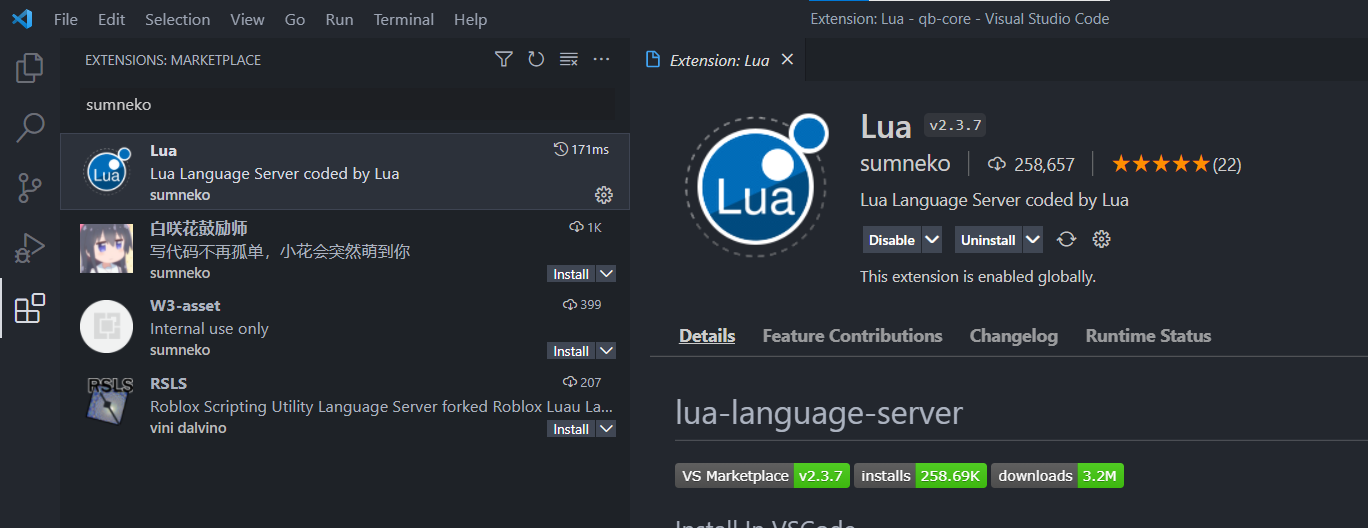 File Edit Selection View Go Run Terminal Help
Extension: Lua - qb-core - Visual Studio Code
EXTENSIONS: MARKETPLACE
sumneko
Lua
171ms
Lua Language Server coded by Lua
sumneko
Lua
白咲花鼓励师
1K
写代码不再孤单，小花会突然萌到你
sumneko
Install
W3-asset
399
Internal use only
sumneko
Install
RSLS
RSLS
207
Roblox Scripting Utility Language Server forked Roblox Luau La...
vini dalvino
Install
Extension: Lua
Lua
Lua v2.3.7
sumneko 258,657 (22)
Lua Language Server coded by Lua
Disable Uninstall
This extension is enabled globally.
Details Feature Contributions Changelog Runtime Status
lua-language-server
VS Marketplace v2.3.7 installs 258.69K downloads 3.2M
Install In VSCode